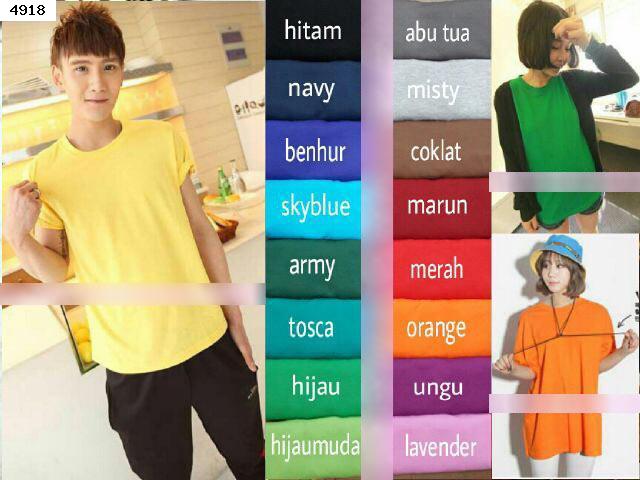 4918
hitam
navy
benhur
skyblue
army
tosca
hijau
hijaumuda
abu tua
misty
coklat
marun
merah
orange
ungu
lavender